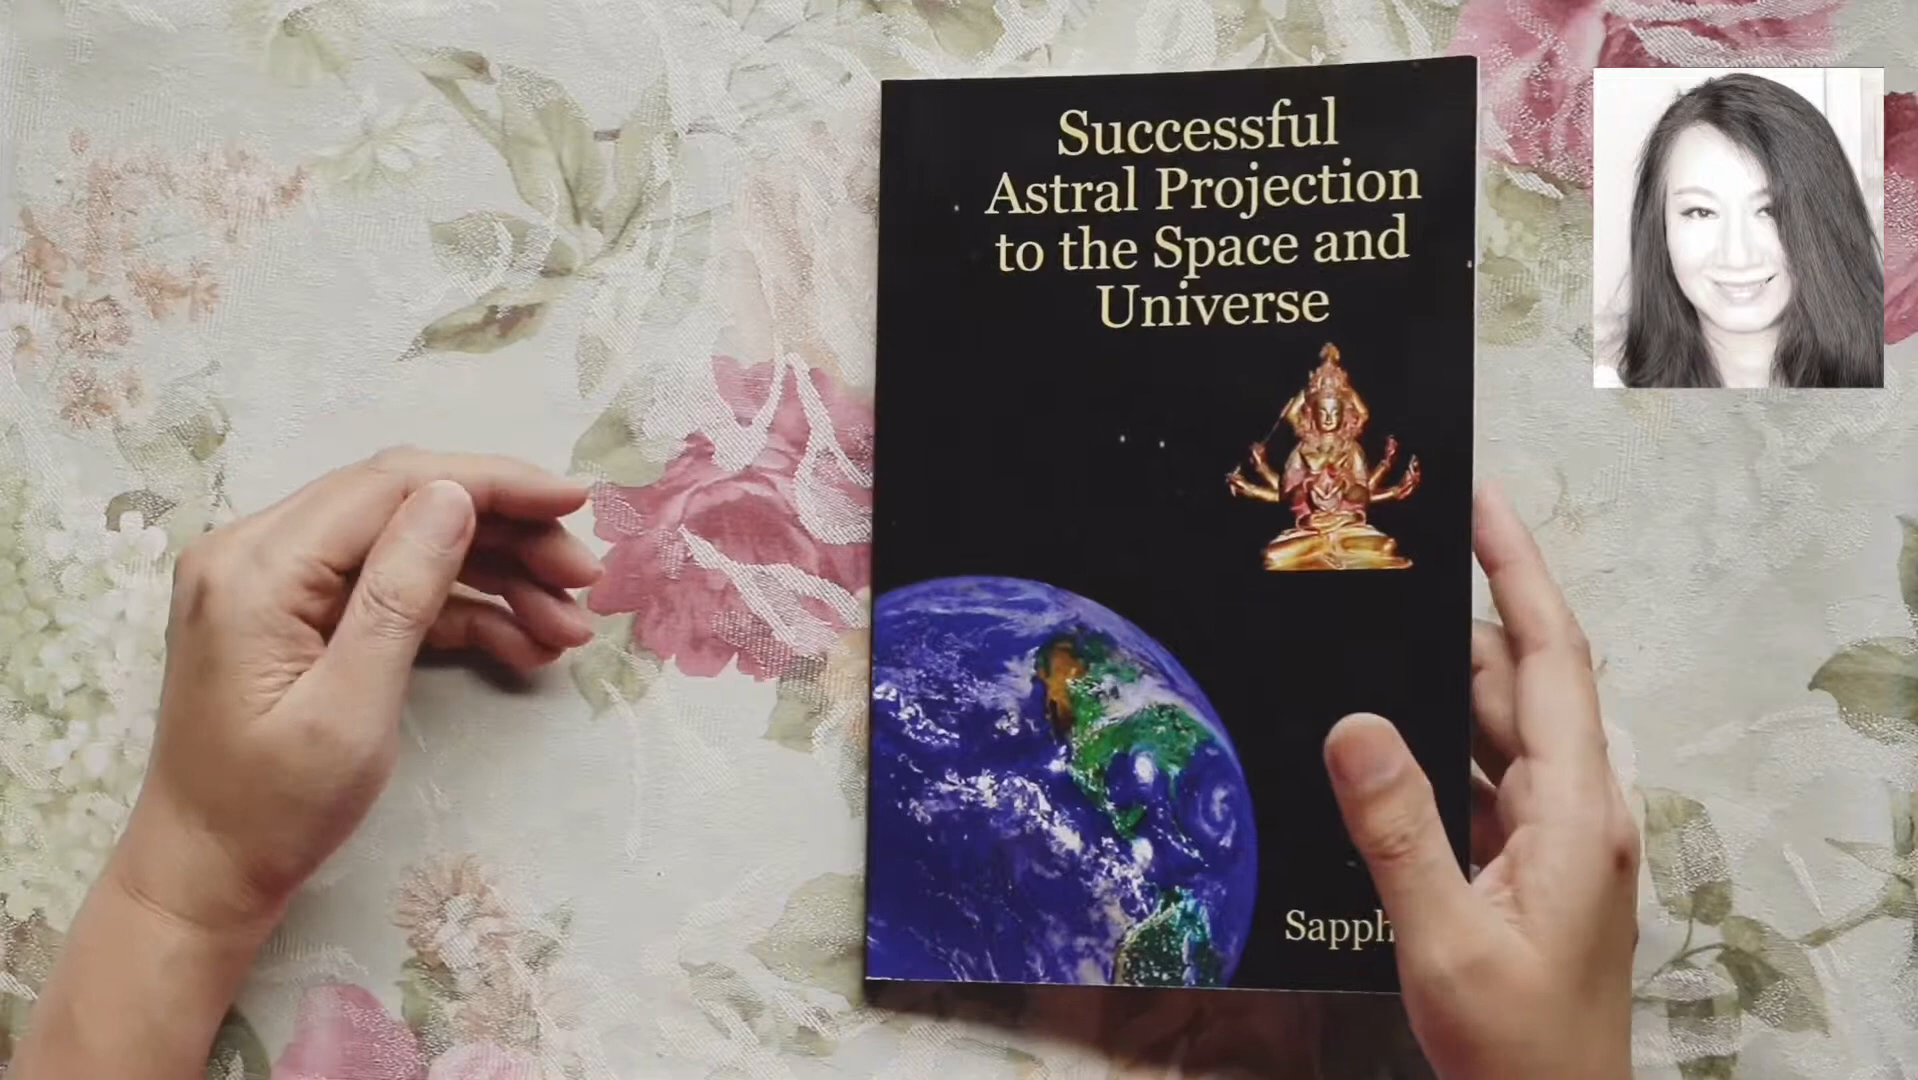 Successful
Astral Projection
to the Space and
Universe